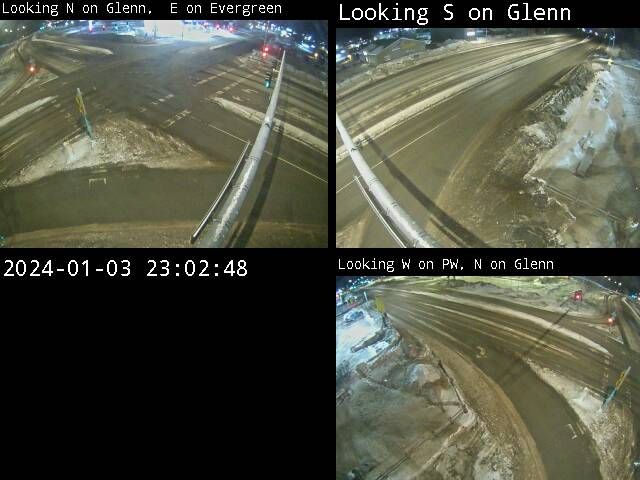 Looking N on Glenn, E on Evergreen
Looking S on Glenn
2024-01-03 23:02:48
Looking W on PW, N on Glenn